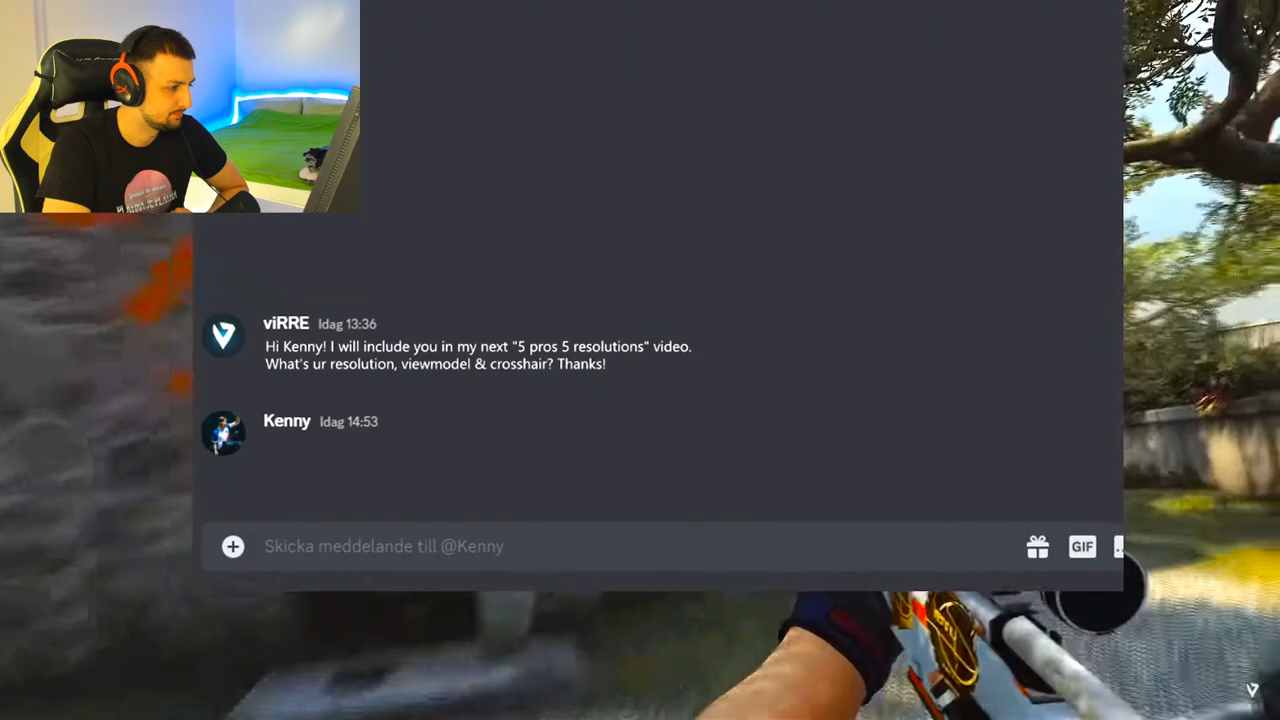 viRRE Idag 13:36
Hi Kenny! I will include you in my next "5 pros 5 resolutions" video.
What's ur resolution, viewmodel & crosshair? Thanks!
Kenny Idag 14:53
Skicka meddelande till @Kenny
GIF